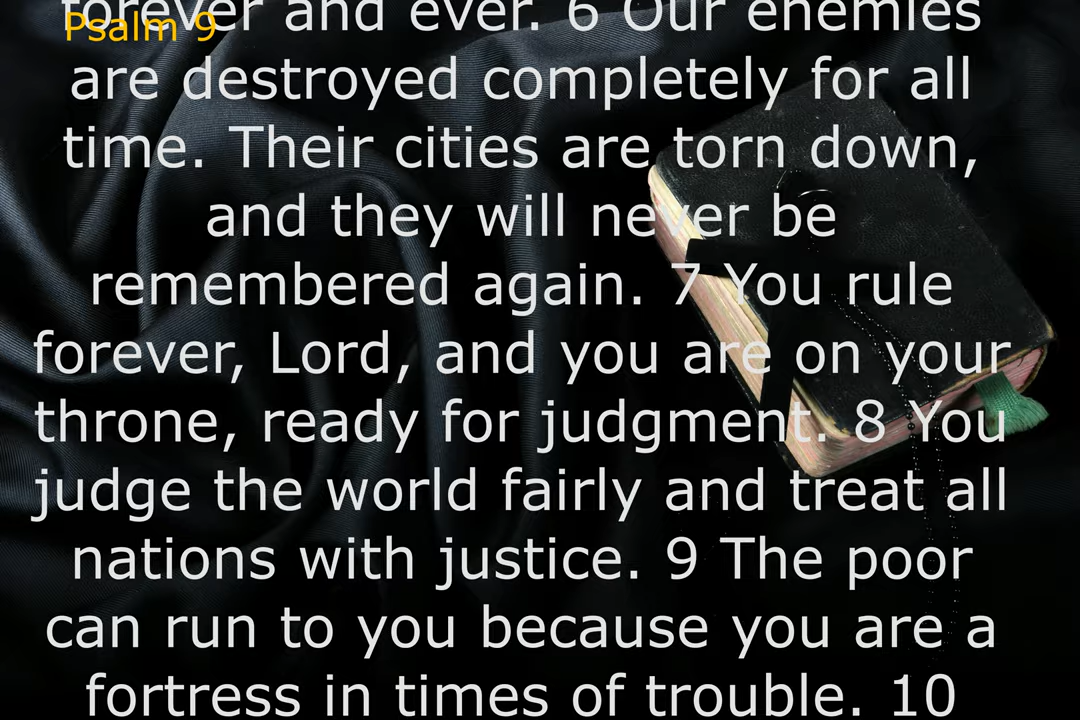 Psalm 9
forever and ever. 6 Our enemies
are destroyed completely for all
time. Their cities are torn down,
and they will never be
remembered again. 7 You rule
forever, Lord, and you are on your
throne, ready for judgment. 8 You
judge the world fairly and treat all
nations with justice. 9 The poor
can run to you because you are a
fortress in times of trouble. 10